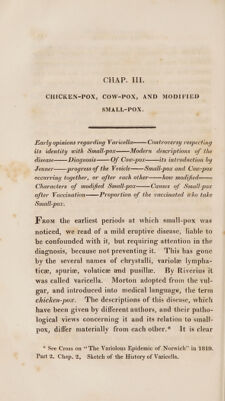 CHAP. III.
CHICKEN-POX, COW-POX, AND MODIFIED
SMALL-POX.
Early opinions regarding Varicella——Controversy respecting
its identity with Small-pox——Modern descriptions of the
disease——Diagnosis——Of Cow-pox——its introduction by
Jenner——progress of the Vesicle——Small-pox and Cow-pox
occurring together, or after each other——how modified——
Characters of modified Small-pox——Causes of Small-pox
after Vaccination——Proportion of the vaccinated who take
Small-pox.
FROM the earliest periods at which small-pox was
noticed, we read of a mild eruptive disease, liable to
be confounded with it, but requiring attention in the
diagnosis, because not preventing it. This has gone
by the several names of chrystalli, variolæ lympha-
ticæ, spuriæ, volaticæ and pusillæ. By Riverius it
was called varicella. Morton adopted from the vul-
gar, and introduced into medical language, the term
chicken-pox. The descriptions of this disease, which
have been given by different authors, and their patho-
logical views concerning it and its relation to small-
pox, differ materially from each other.* It is clear
* See Cross on "The Variolous Epidemic of Norwich" in 1819.
Part 2, Chap. 2, Sketch of the History of Varicella.